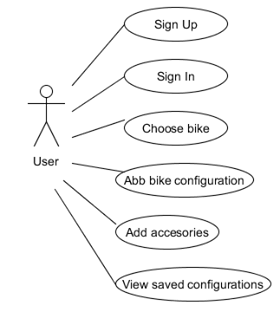 Sign Up
Sign In
Choose bike
User
Abb bike configuration
Add accesories
View saved configurations